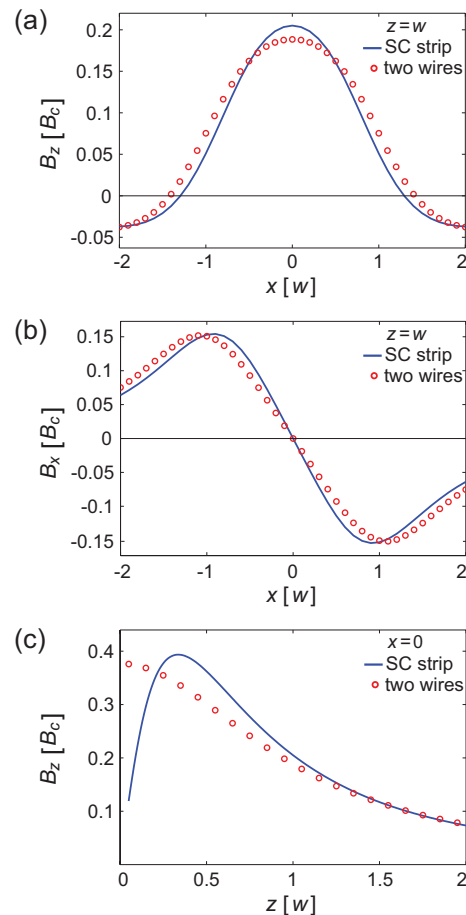 (a)
z=w
SC strip
two wires
B_z [B_c]
0.2
0.15
0.1
0.05
0
-0.05
-2 -1 0 1 2
x [w]
(b)
z=w
SC strip
two wires
B_x [B_c]
0.15
0.1
0.05
0
-0.05
-0.1
-0.15
-2 -1 0 1 2
x [w]
(c)
x=0
SC strip
two wires
B_z [B_c]
0.4
0.3
0.2
0.1
0 0.5 1 1.5 2
z [w]